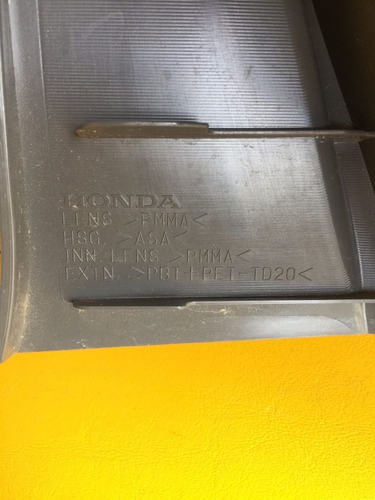 HONDA
LENS >PMMA<
HSG >ASA<
INN.LENS >PMMA<
EXTN >PBT+PET-TD20<